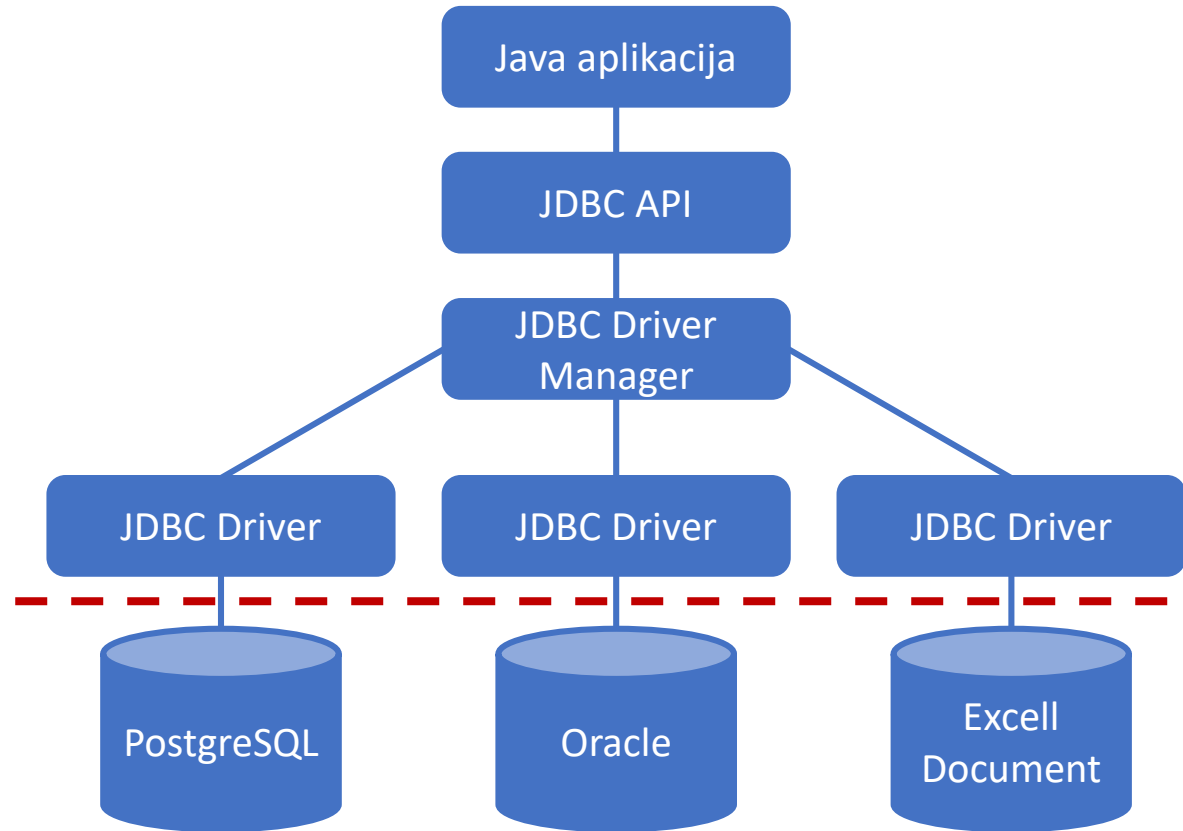 Java aplikacija
JDBC API
JDBC Driver
Manager
JDBC Driver
JDBC Driver
JDBC Driver
PostgreSQL
Oracle
Excell
Document